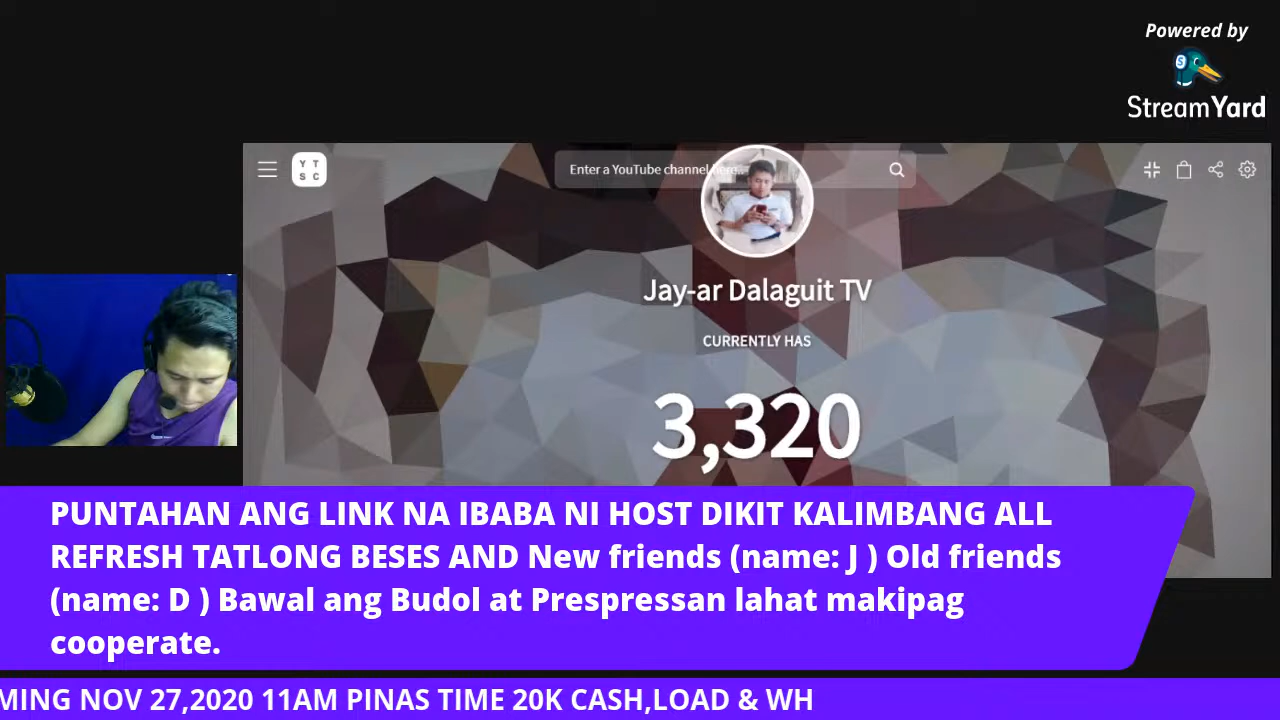 Powered by
StreamYard
Y T
S C
Enter a YouTube channel here...
Jay-ar Dalaguit TV
CURRENTLY HAS
3,320
PUNTAHAN ANG LINK NA IBABA NI HOST DIKIT KALIMBANG ALL
REFRESH TATLONG BESES AND New friends (name: J ) Old friends
(name: D ) Bawal ang Budol at Prespressan lahat makipag
cooperate.
MING NOV 27,2020 11AM PINAS TIME 20K CASH,LOAD & WH